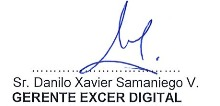 Sr. Danilo Xavier Samaniego V.
GERENTE EXCER DIGITAL